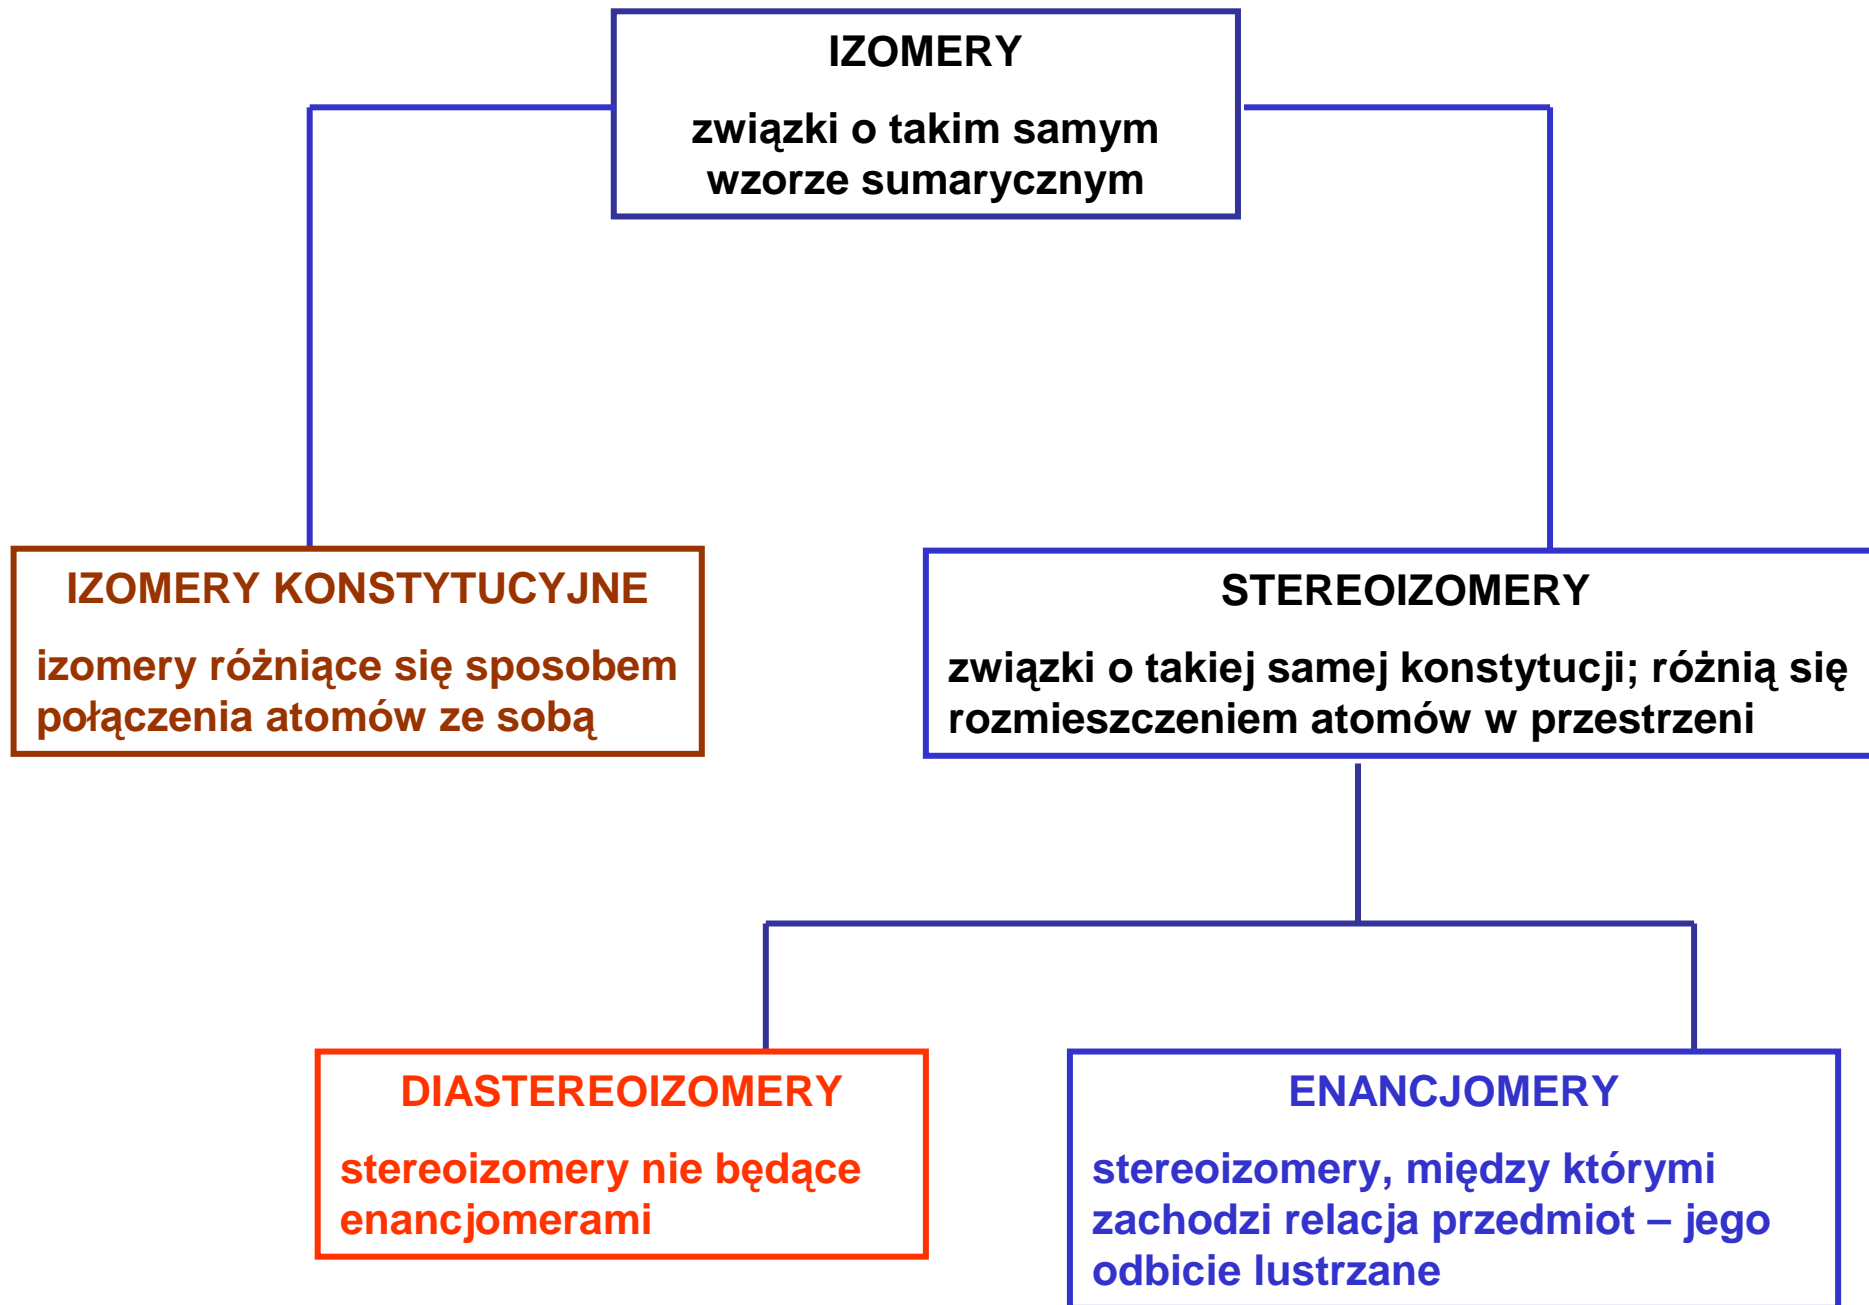 IZOMERY
związki o takim samym
wzorze sumarycznym
IZOMERY KONSTYTUCYJNE
izomery różniące się sposobem
połączenia atomów ze sobą
STEREOIZOMERY
związki o takiej samej konstytucji; różnią się
rozmieszczeniem atomów w przestrzeni
DIASTEREOIZOMERY
stereoizomery nie będące
enancjomerami
ENANCJOMERY
stereoizomery, między którymi
zachodzi relacja przedmiot – jego
odbicie lustrzane